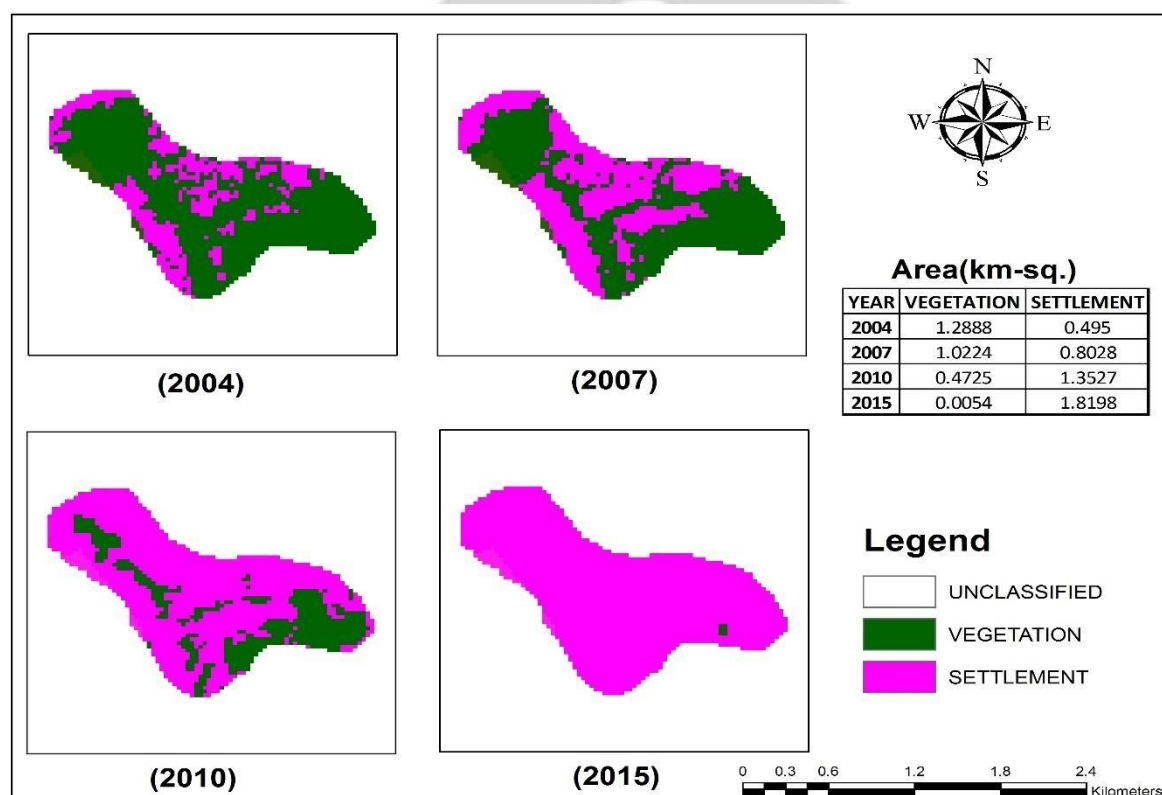 N
W E
S
Area(km-sq.)
YEAR VEGETATION SETTLEMENT
2004 1.2888 0.495
2007 1.0224 0.8028
2010 0.4725 1.3527
2015 0.0054 1.8198
(2004)
(2007)
Legend
UNCLASSIFIED
VEGETATION
SETTLEMENT
(2010)
(2015)
0 0.3 0.6 1.2 1.8 2.4
Kilometers